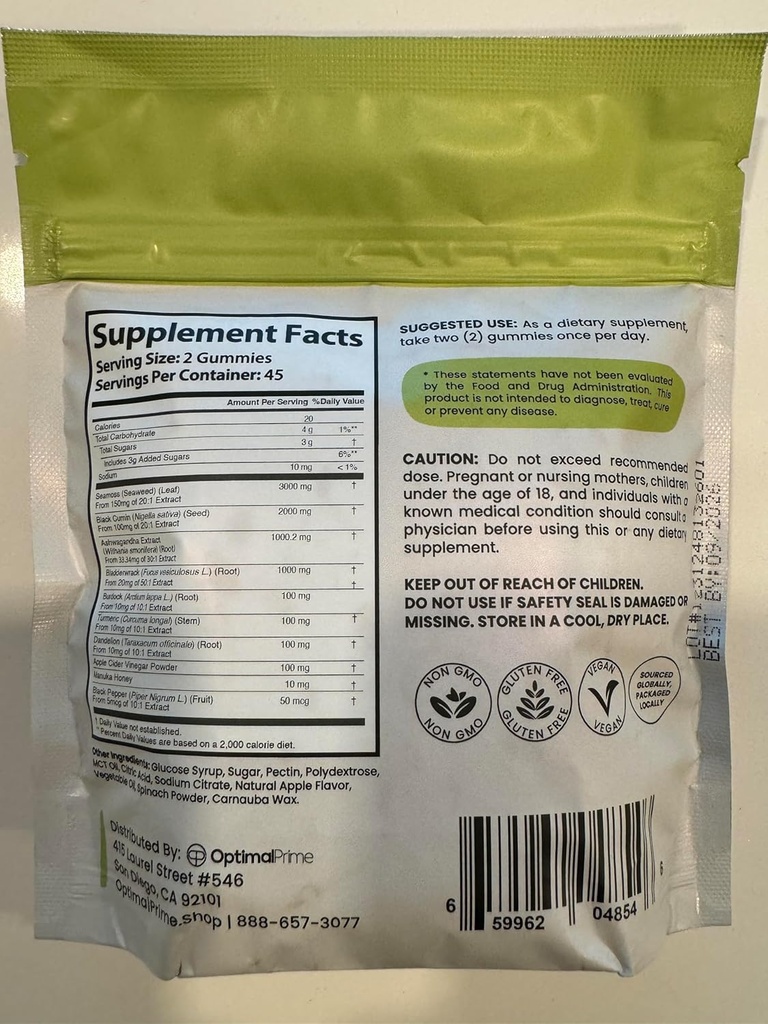 Supplement Facts
Serving Size: 2 Gummies
Servings Per Container: 45
Amount Per Serving %Daily Value
Calories 20
Total Carbohydrate 4 g 1%**
Total Sugars 3 g †
Includes 3g Added Sugars 6%**
Sodium 10 mg < 1%
Seamoss (Seaweed) (Leaf) 3000 mg †
From 150mg of 20:1 Extract
Black Cumin (Nigella sativa) (Seed) 2000 mg †
From 100mg of 20:1 Extract
Ashwagandha Extract 1000.2 mg †
(Withania smonifera) (Root)
From 33.34mg of 30:1 Extract
Bladderwrack (Fucus vesiculosus L.) (Root) 1000 mg †
From 20mg of 50:1 Extract †
Burdock (Arctium lappa L.) (Root) 100 mg
From 10mg of 10:1 Extract
Turmeric (Curcuma longa) (Stem) 100 mg †
From 10mg of 10:1 Extract
Dandelion (Taraxacum officinale) (Root) 100 mg †
From 10mg of 10:1 Extract
Apple Cider Vinegar Powder 100 mg †
Manuka Honey 10 mg †
Black Pepper (Piper Nigrum L.) (Fruit) 50 mcg †
From 5mcg of 10:1 Extract
† Daily Value not established.
** Percent Daily Values are based on a 2,000 calorie diet.
Other Ingredients: Glucose Syrup, Sugar, Pectin, Polydextrose,
MCT Oil, Citric Acid, Sodium Citrate, Natural Apple Flavor,
Vegetable Oil, Spinach Powder, Carnauba Wax.
Distributed By: OptimalPrime
415 Laurel Street #546
San Diego, CA 92101
OptimalPrime.shop | 888-657-3077
SUGGESTED USE: As a dietary supplement,
take two (2) gummies once per day.
* These statements have not been evaluated
by the Food and Drug Administration. This
product is not intended to diagnose, treat, cure
or prevent any disease.
CAUTION: Do not exceed recommended
dose. Pregnant or nursing mothers, children
under the age of 18, and individuals with a
known medical condition should consult a
physician before using this or any dietary
supplement.
KEEP OUT OF REACH OF CHILDREN.
DO NOT USE IF SAFETY SEAL IS DAMAGED OR
MISSING. STORE IN A COOL, DRY PLACE.
NON GMO
NON GMO
GLUTEN FREE
GLUTEN FREE
VEGAN
VEGAN
SOURCED
GLOBALLY,
PACKAGED
LOCALLY
6 59962 04854 6